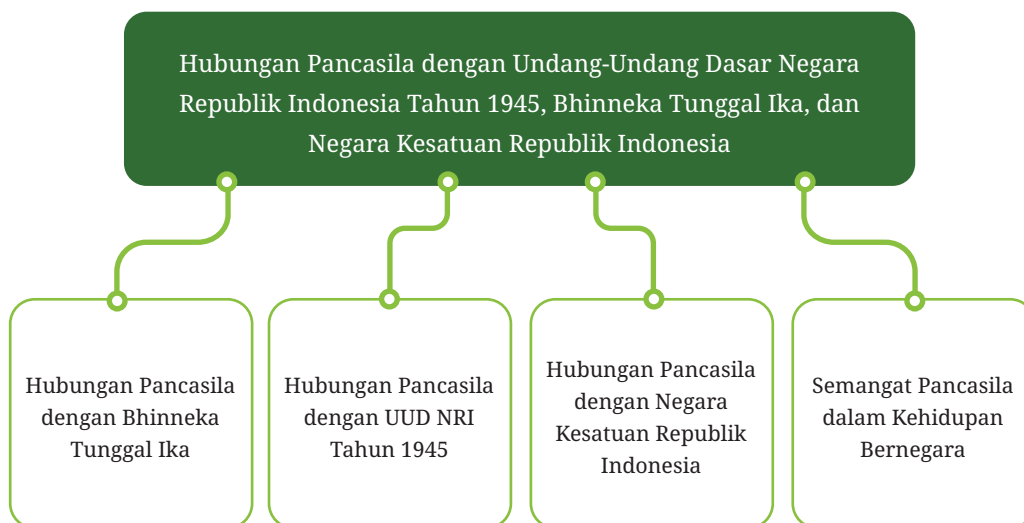 Hubungan Pancasila dengan Undang-Undang Dasar Negara
Republik Indonesia Tahun 1945, Bhinneka Tunggal Ika, dan
Negara Kesatuan Republik Indonesia
Hubungan Pancasila
dengan Bhinneka
Tunggal Ika
Hubungan Pancasila
dengan UUD NRI
Tahun 1945
Hubungan Pancasila
dengan Negara
Kesatuan Republik
Indonesia
Semangat Pancasila
dalam Kehidupan
Bernegara